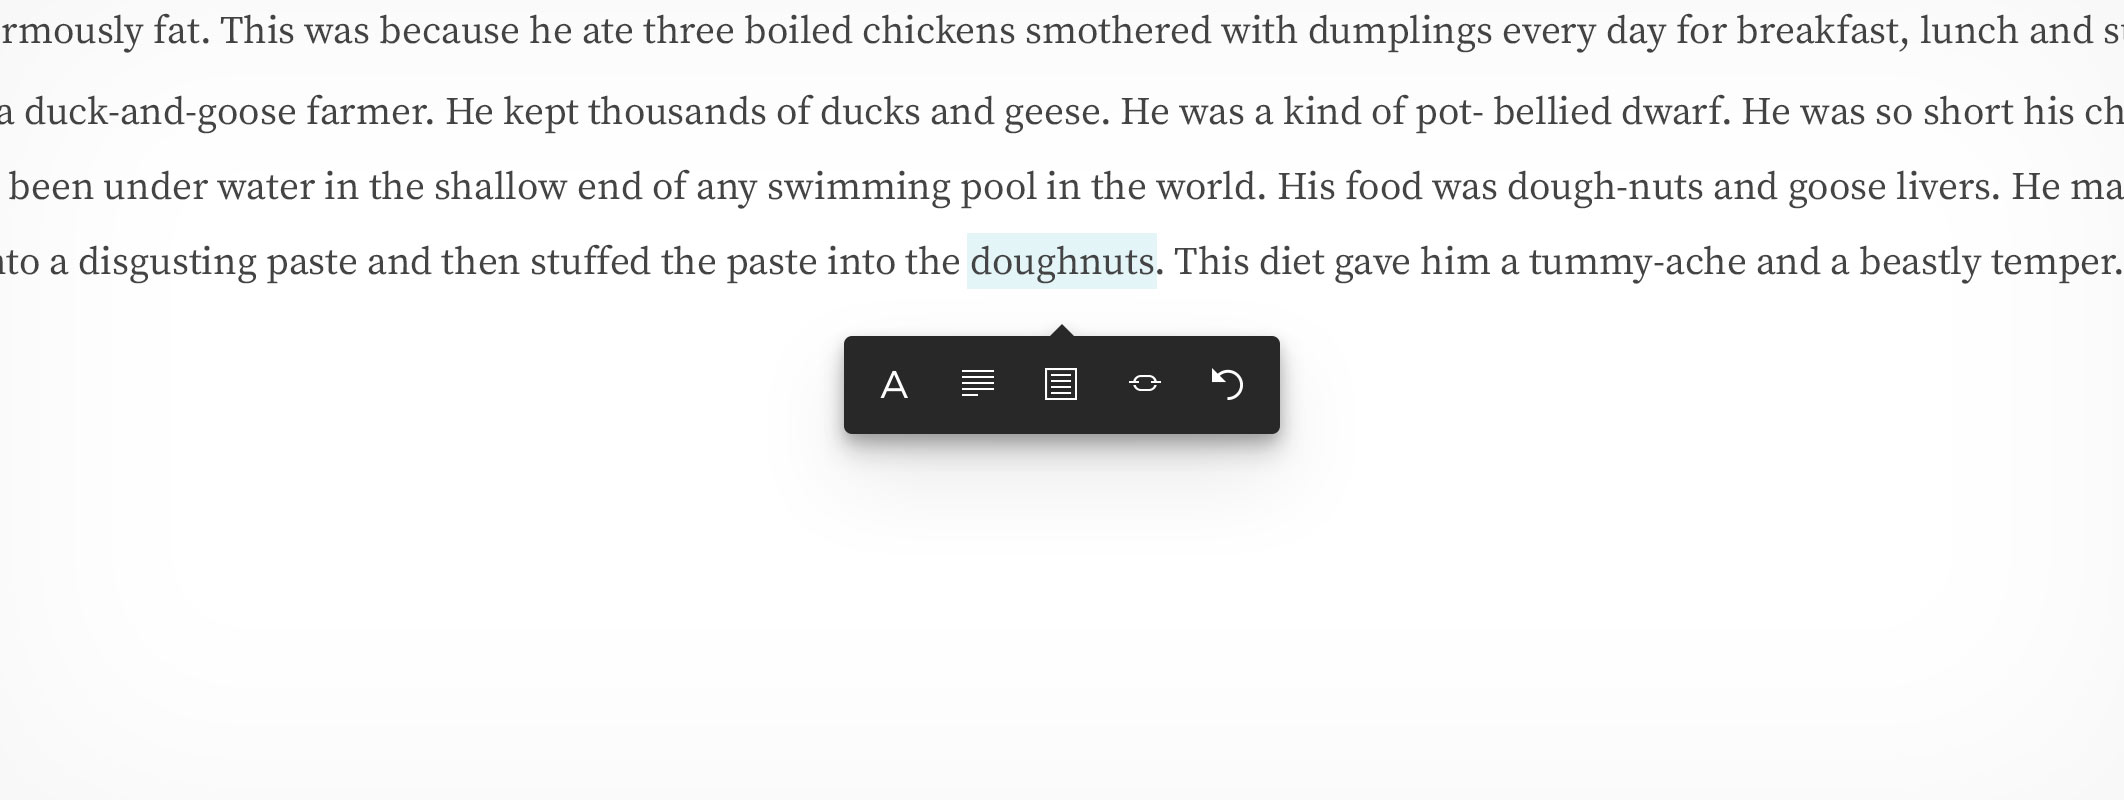 rmously fat. This was because he ate three boiled chickens smothered with dumplings every day for breakfast, lunch and
a duck-and-goose farmer. He kept thousands of ducks and geese. He was a kind of pot- bellied dwarf. He was so short his ch
been under water in the shallow end of any swimming pool in the world. His food was dough-nuts and goose livers. He ma
nto a disgusting paste and then stuffed the paste into the doughnuts. This diet gave him a tummy-ache and a beastly temper.
A